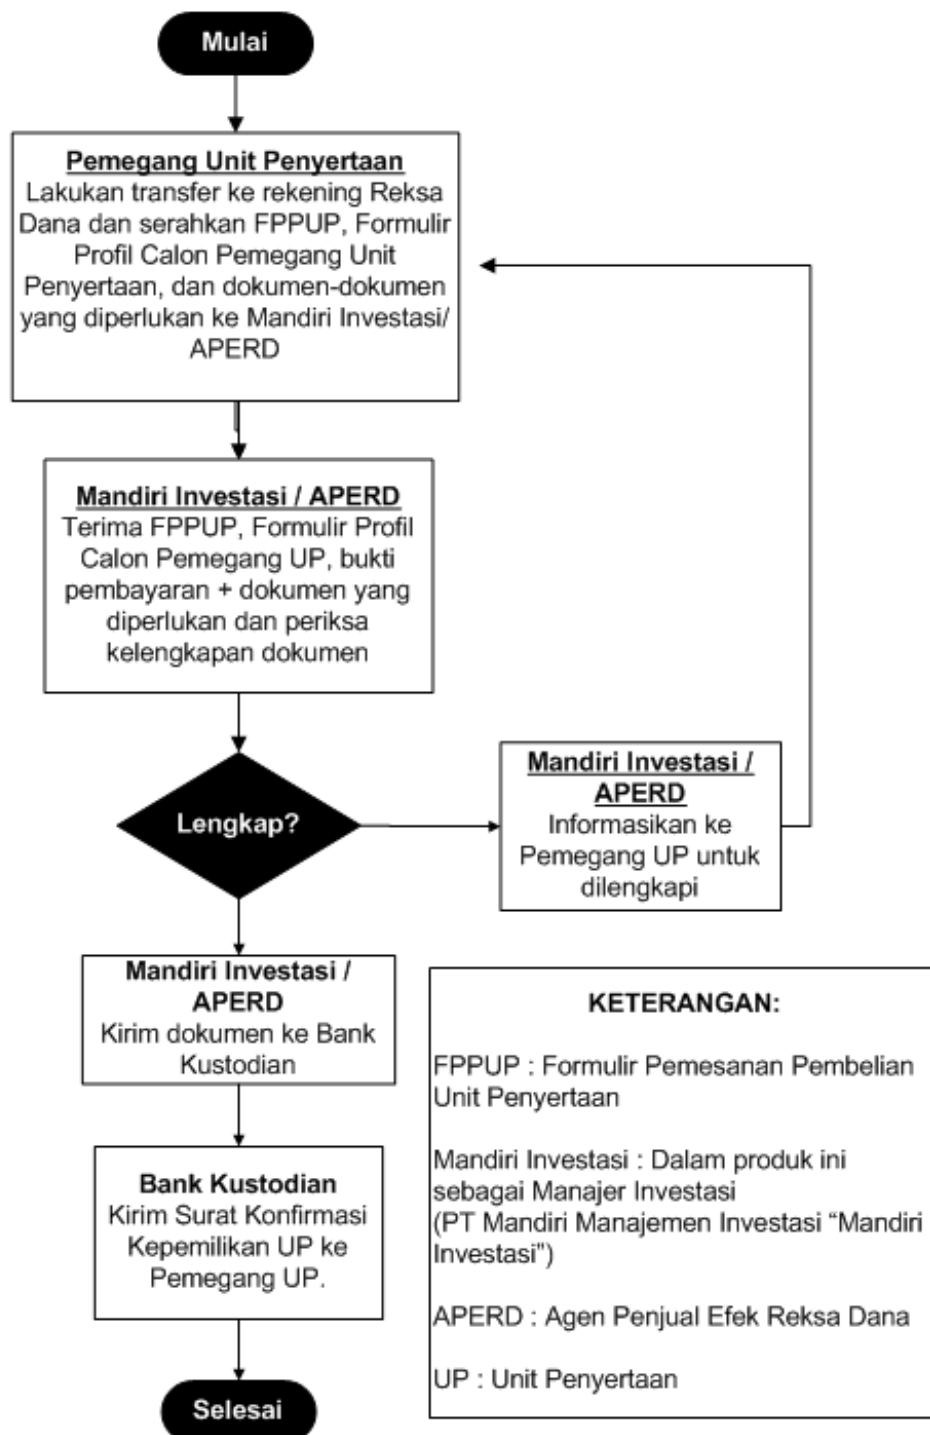 Mulai
Pemegang Unit Penyertaan
Lakukan transfer ke rekening Reksa
Dana dan serahkan FPPUP, Formulir
Profil Calon Pemegang Unit
Penyertaan, dan dokumen-dokumen
yang diperlukan ke Mandiri Investasi/
APERD
Mandiri Investasi / APERD
Terima FPPUP, Formulir Profil
Calon Pemegang UP, bukti
pembayaran + dokumen yang
diperlukan dan periksa
kelengkapan dokumen
Lengkap?
Mandiri Investasi /
APERD
Informasikan ke
Pemegang UP untuk
dilengkapi
Mandiri Investasi /
APERD
Kirim dokumen ke Bank
Kustodian
Bank Kustodian
Kirim Surat Konfirmasi
Kepemilikan UP ke
Pemegang UP.
Selesai
KETERANGAN:
FPPUP : Formulir Pemesanan Pembelian
Unit Penyertaan
Mandiri Investasi : Dalam produk ini
sebagai Manajer Investasi
(PT Mandiri Manajemen Investasi “Mandiri
Investasi”)
APERD : Agen Penjual Efek Reksa Dana
UP : Unit Penyertaan